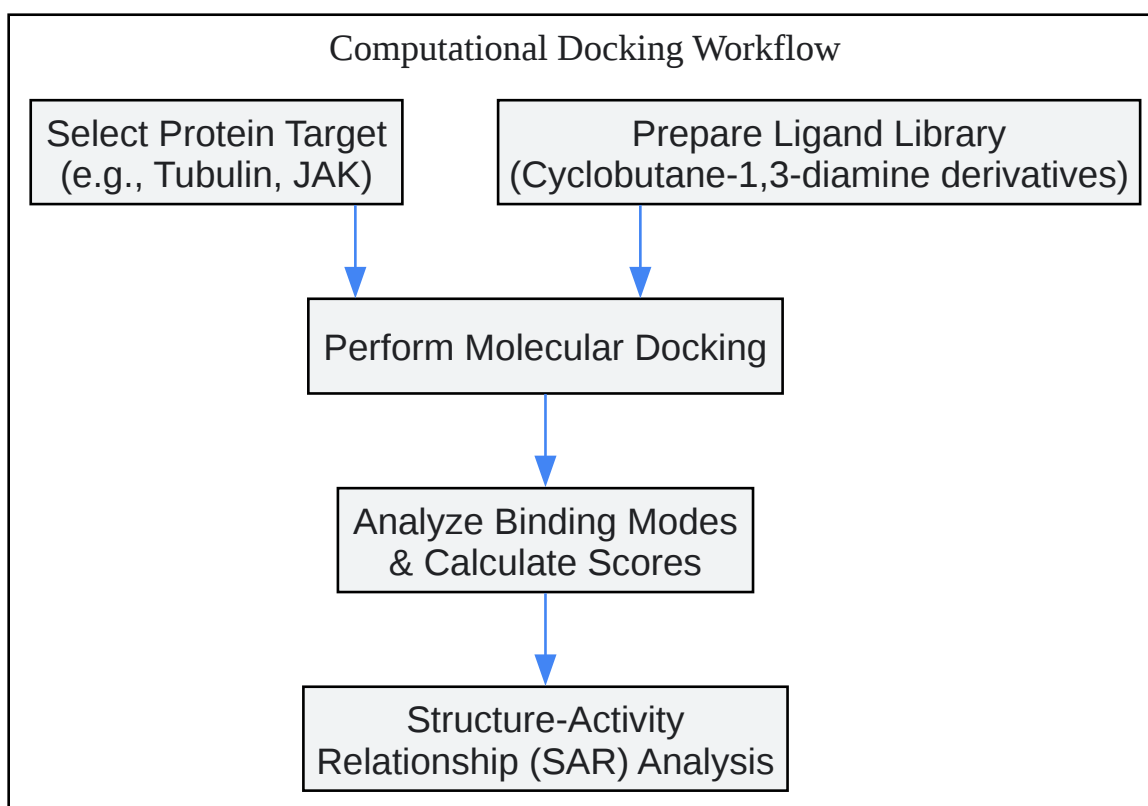 Computational Docking Workflow
Select Protein Target
(e.g., Tubulin, JAK)
Prepare Ligand Library
(Cyclobutane-1,3-diamine derivatives)
Perform Molecular Docking
Analyze Binding Modes
& Calculate Scores
Structure-Activity
Relationship (SAR) Analysis